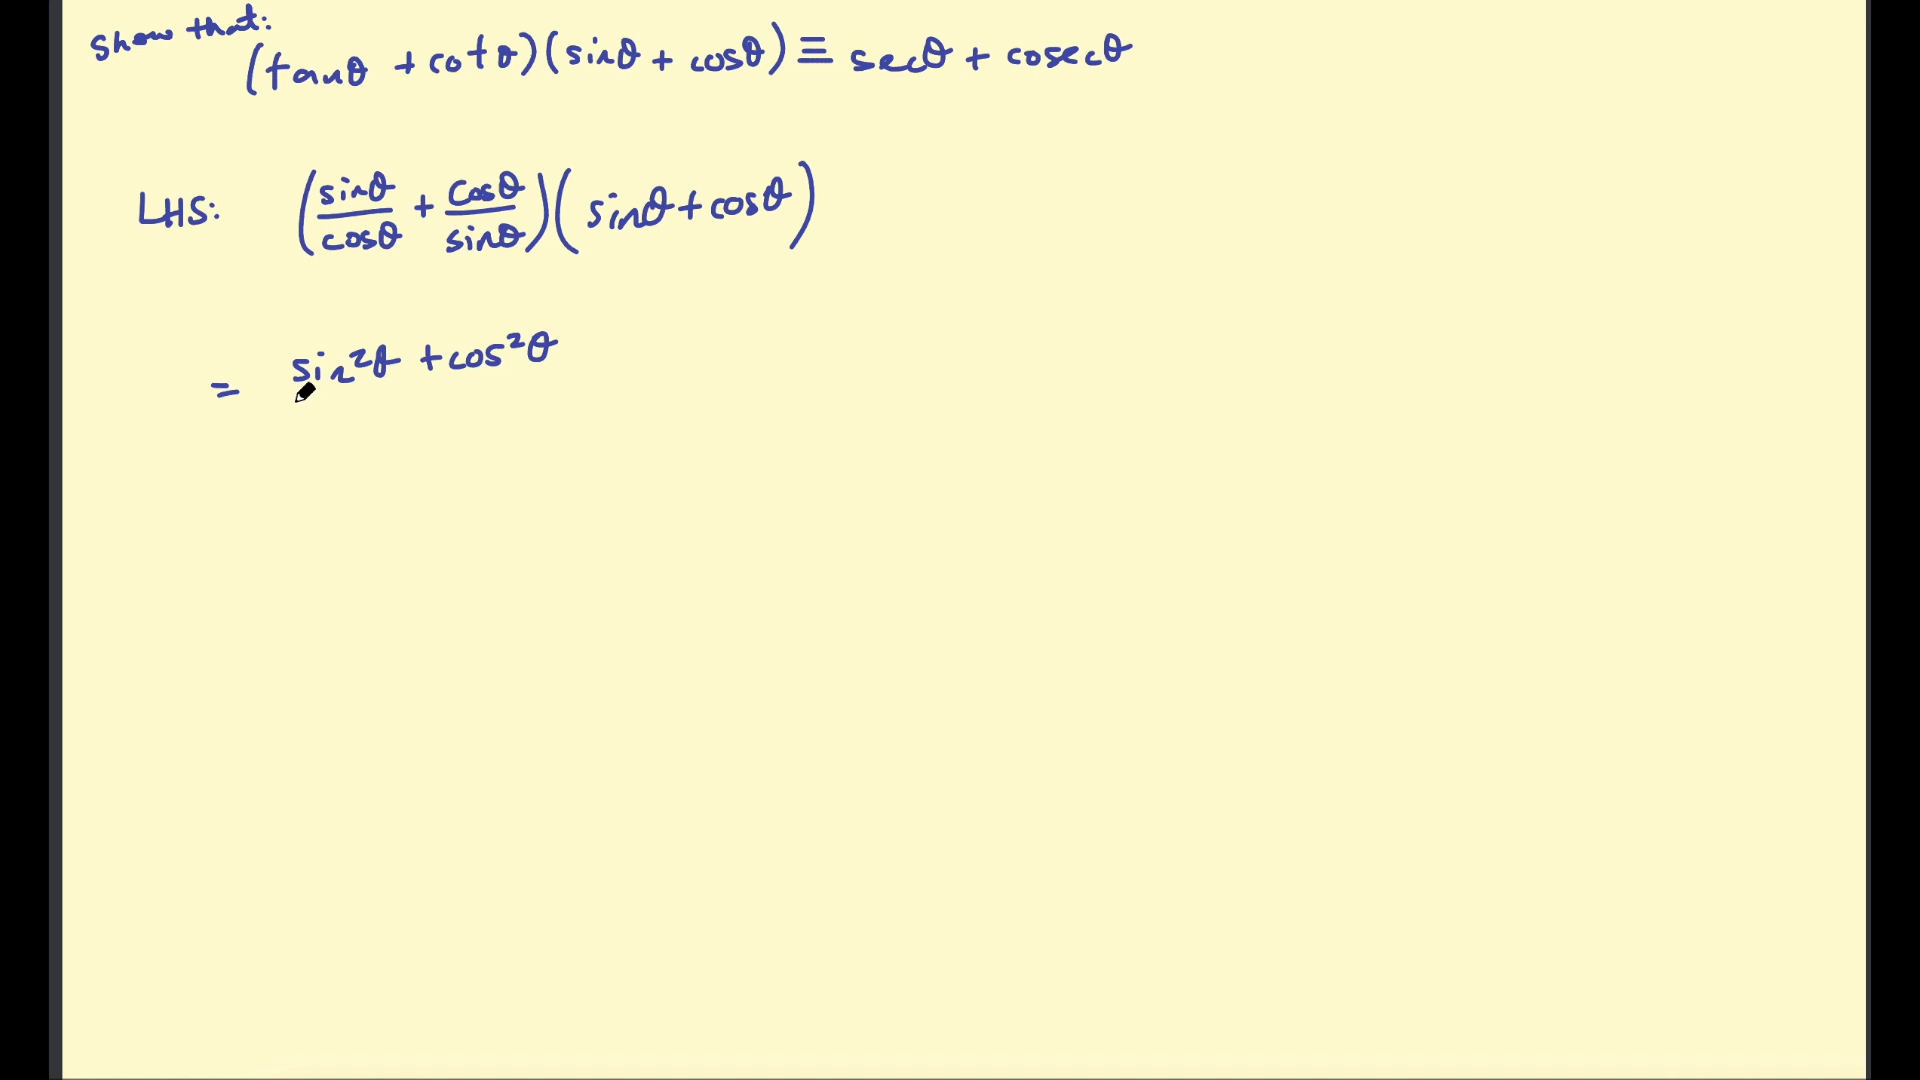 show that:
(tanθ + cotθ)(sinθ + cosθ) ≡ secθ + cosecθ
LHS: (sinθ/cosθ + cosθ/sinθ)(sinθ + cosθ)
= sin²θ + cos²θ